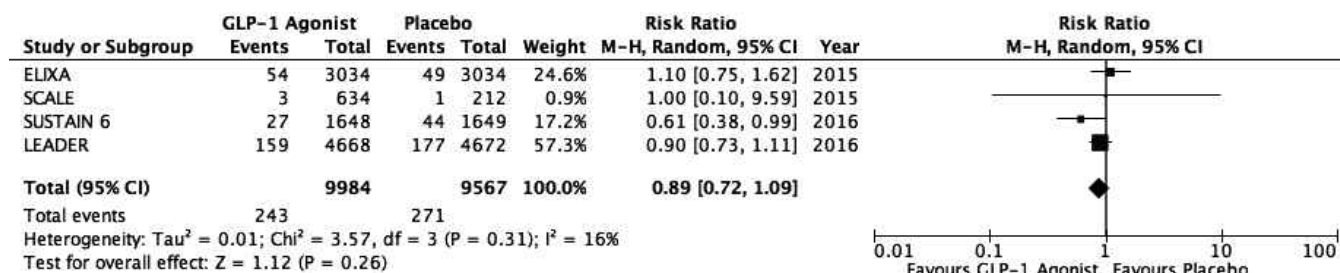 GLP-1 Agonist Placebo Risk Ratio Risk Ratio
Study or Subgroup Events Total Events Total Weight M-H, Random, 95% CI Year M-H, Random, 95% CI
ELIXA 54 3034 49 3034 24.6% 1.10 [0.75, 1.62] 2015
SCALE 3 634 1 212 0.9% 1.00 [0.10, 9.59] 2015
SUSTAIN 6 27 1648 44 1649 17.2% 0.61 [0.38, 0.99] 2016
LEADER 159 4668 177 4672 57.3% 0.90 [0.73, 1.11] 2016
Total (95% CI) 9984 9567 100.0% 0.89 [0.72, 1.09]
Total events 243 271
Heterogeneity: Tau² = 0.01; Chi² = 3.57, df = 3 (P = 0.31); I² = 16%
Test for overall effect: Z = 1.12 (P = 0.26)
0.01 0.1 1 10 100
Favours GLP-1 Agonist Favours Placebo